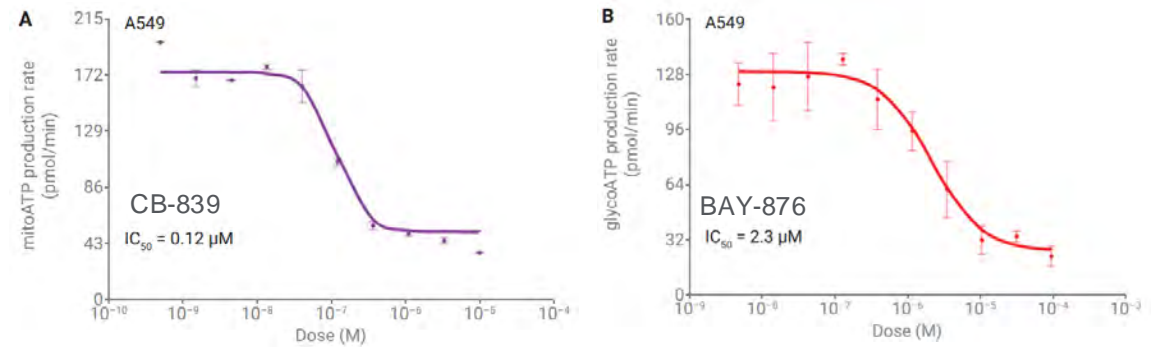 A
A549
215
172
129
86
43
0
mitoATP production rate
(pmol/min)
CB-839
IC₅₀ = 0.12 µM
10⁻¹⁰ 10⁻⁹ 10⁻⁸ 10⁻⁷ 10⁻⁶ 10⁻⁵ 10⁻⁴
Dose (M)
B
A549
160
128
96
64
32
0
glycoATP production rate
(pmol/min)
BAY-876
IC₅₀ = 2.3 µM
10⁻⁹ 10⁻⁸ 10⁻⁷ 10⁻⁶ 10⁻⁵ 10⁻⁴ 10⁻³
Dose (M)